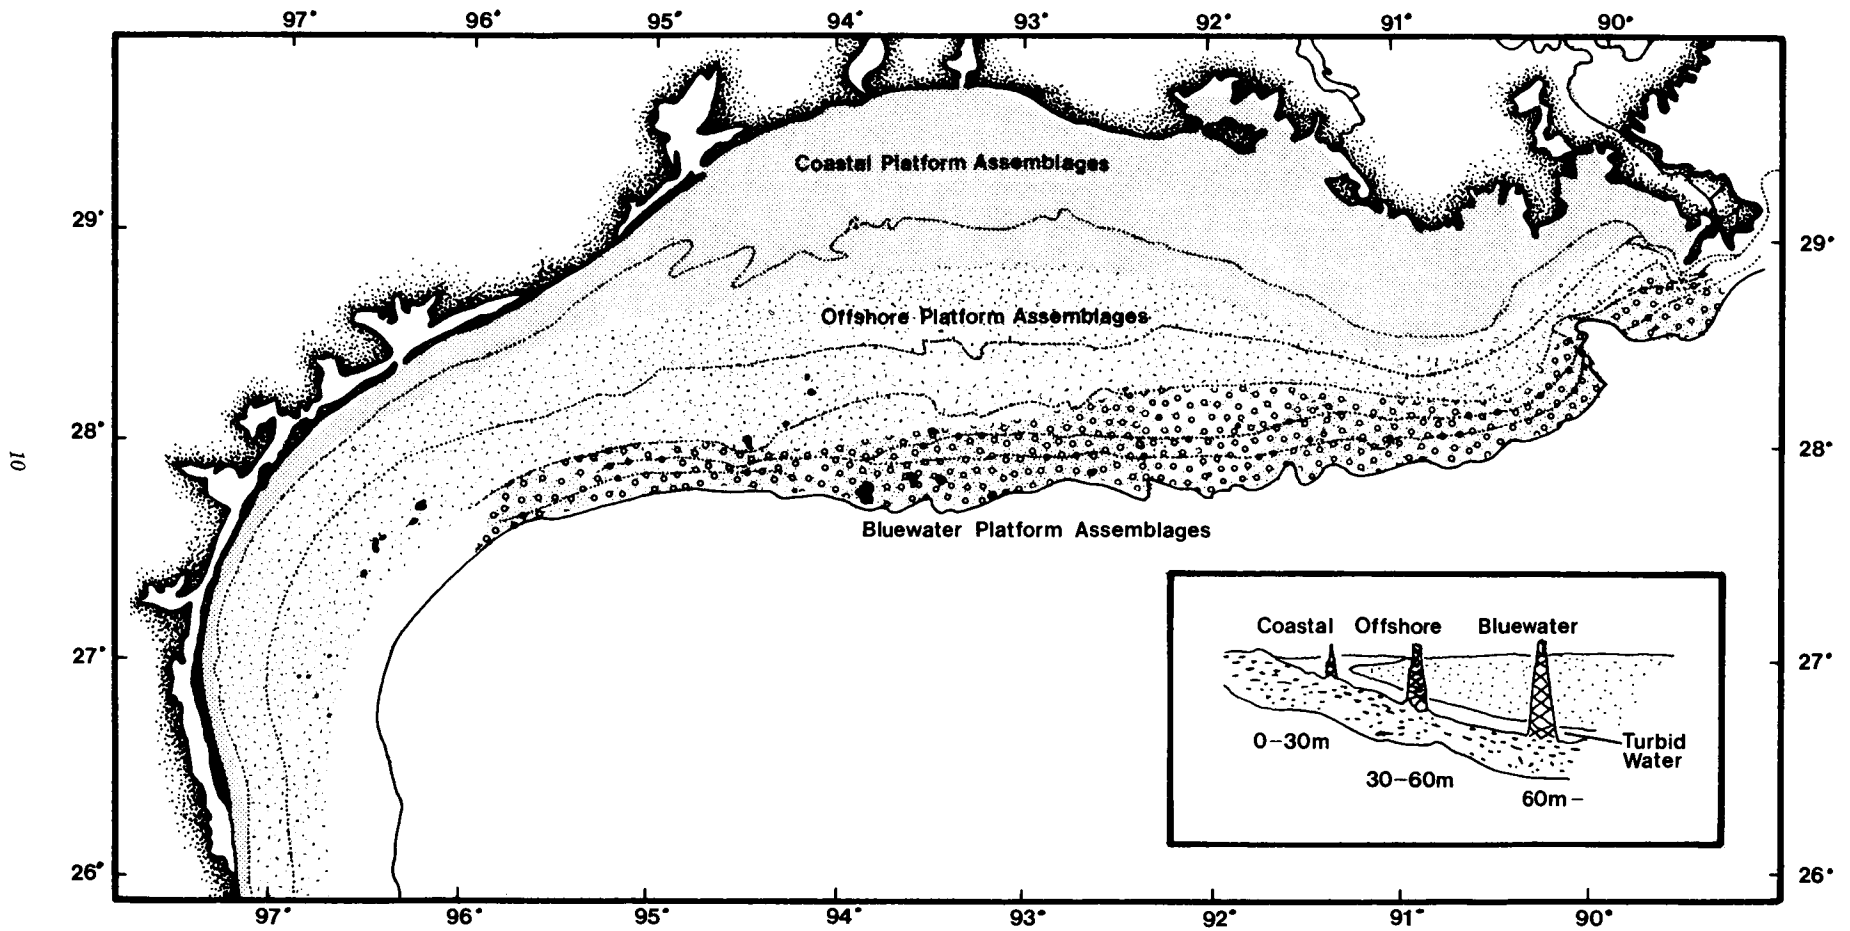 97° 96° 95° 94° 93° 92° 91° 90°
Coastal Platform Assemblages
29° 29°
Offshore Platform Assemblages
28° 28°
10
Bluewater Platform Assemblages
Coastal Offshore Bluewater
27° 27°
Turbid
Water
0-30m
30-60m
60m-
26° 26°
97° 96° 95° 94° 93° 92° 91° 90°